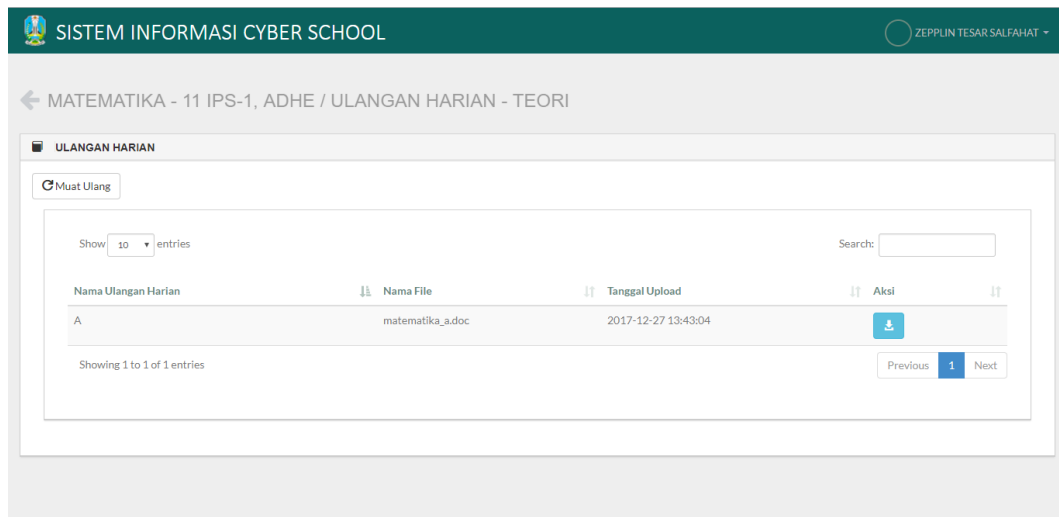 SISTEM INFORMASI CYBER SCHOOL ZEPPLIN TESAR SALFAHAT
MATEMATIKA - 11 IPS-1, ADHE / ULANGAN HARIAN - TEORI
ULANGAN HARIAN
Muat Ulang
Show 10 entries Search:
Nama Ulangan Harian Nama File Tanggal Upload Aksi
A matematika_a.doc 2017-12-27 13:43:04
Showing 1 to 1 of 1 entries Previous 1 Next